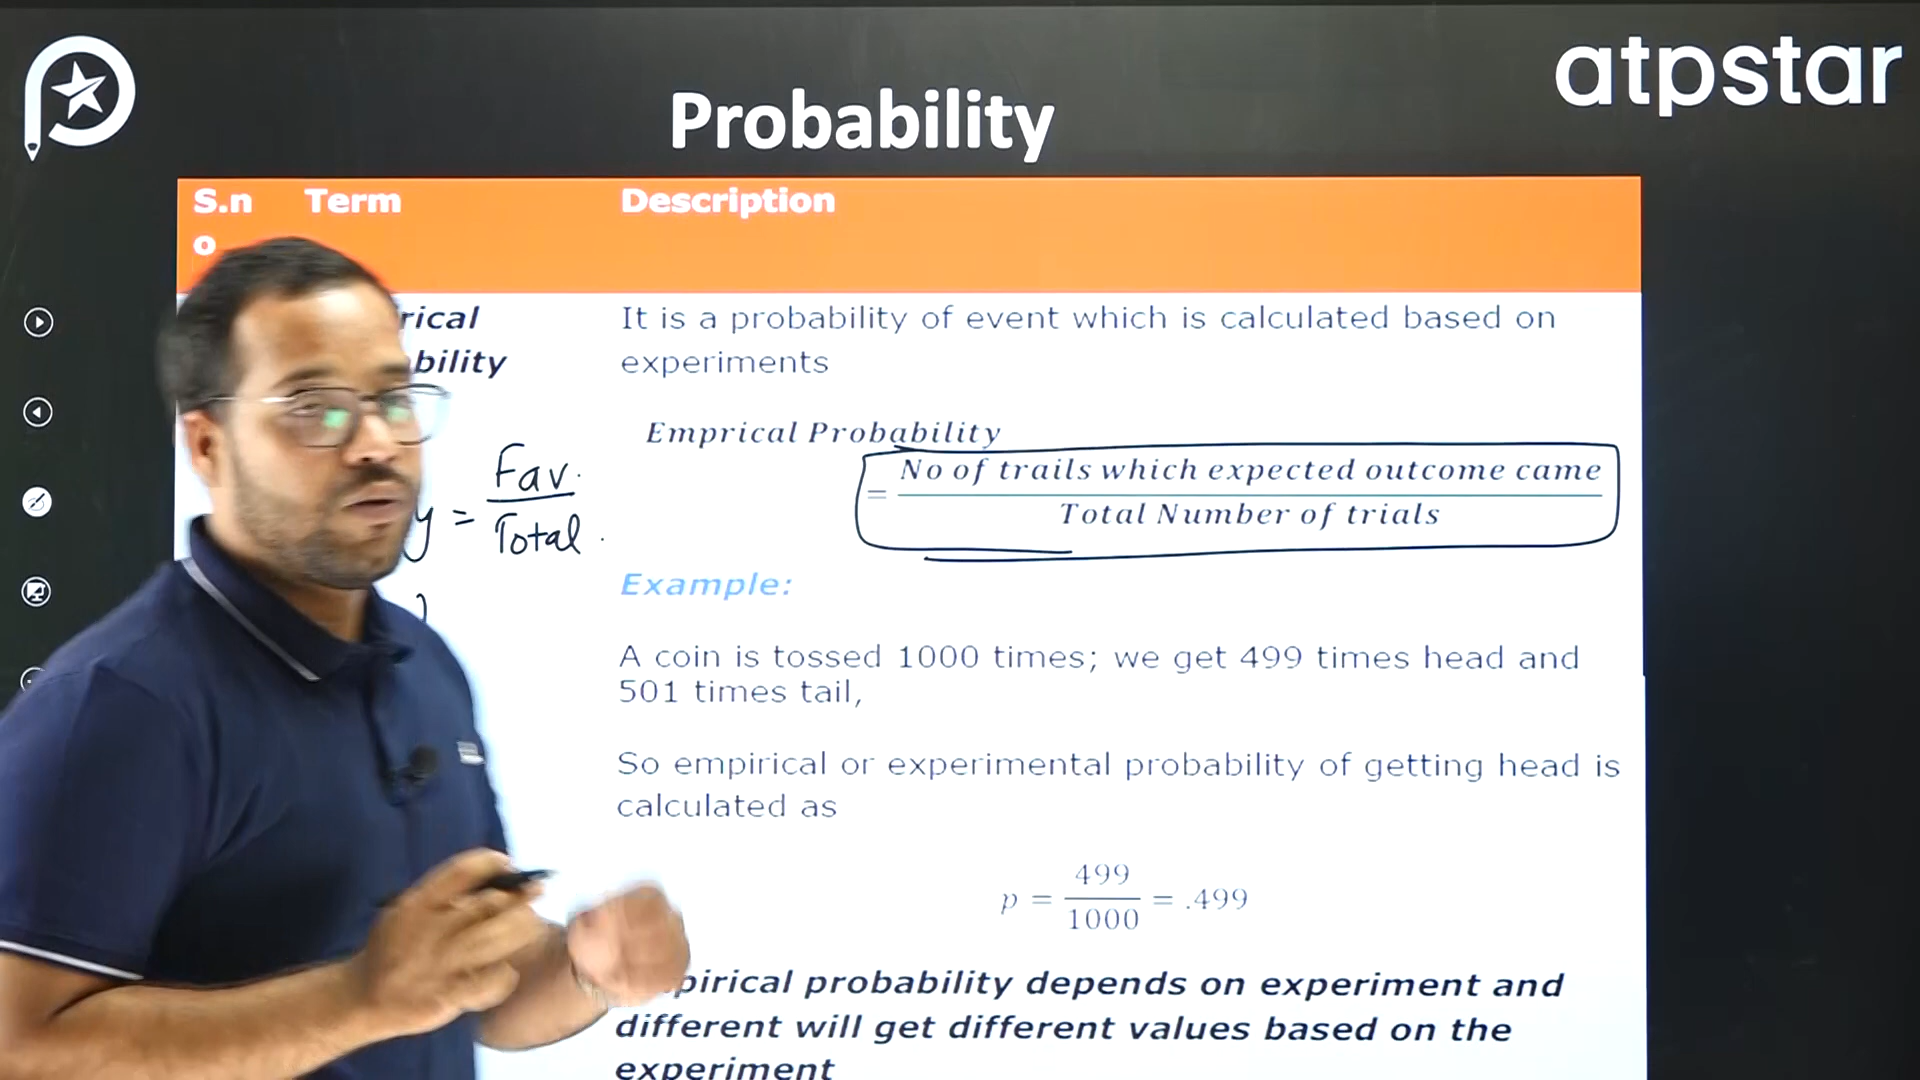 atpstar
Probability
S.n
o
Term
Description
rical
bility
It is a probability of event which is calculated based on
experiments
Emprical Probability
= No of trails which expected outcome came
Total Number of trials
y = Fav.
Total
Example:
A coin is tossed 1000 times; we get 499 times head and
501 times tail,
So empirical or experimental probability of getting head is
calculated as
p = 499
1000 = .499
pirical probability depends on experiment and
different will get different values based on the
experiment